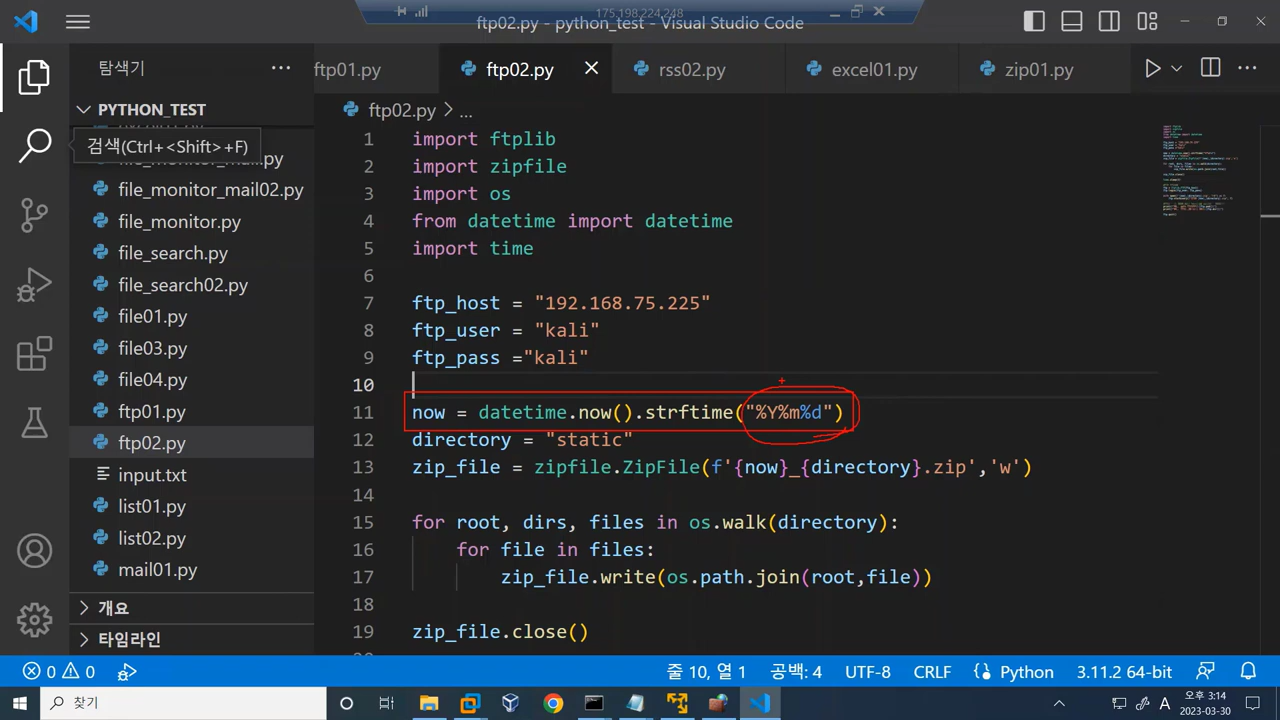 175.198.224.248
ftp02.py - python_test - Visual Studio Code
탐색기
ftp01.py
ftp02.py
rss02.py
excel01.py
zip01.py
PYTHON_TEST
ftp02.py > ...
검색(Ctrl+<Shift>+F)
file_monitor_mail.py
file_monitor_mail02.py
file_monitor.py
file_search.py
file_search02.py
file01.py
file03.py
file04.py
ftp01.py
ftp02.py
input.txt
list01.py
list02.py
mail01.py
개요
타임라인
1 import ftplib
2 import zipfile
3 import os
4 from datetime import datetime
5 import time
6
7 ftp_host = "192.168.75.225"
8 ftp_user = "kali"
9 ftp_pass ="kali"
10
11 now = datetime.now().strftime("%Y%m%d")
12 directory = "static"
13 zip_file = zipfile.ZipFile(f'{now}_{directory}.zip','w')
14
15 for root, dirs, files in os.walk(directory):
16 for file in files:
17 zip_file.write(os.path.join(root,file))
18
19 zip_file.close()
0 0
줄 10, 열 1
공백: 4
UTF-8
CRLF
Python
3.11.2 64-bit
찾기
A
오후 3:14
2023-03-30